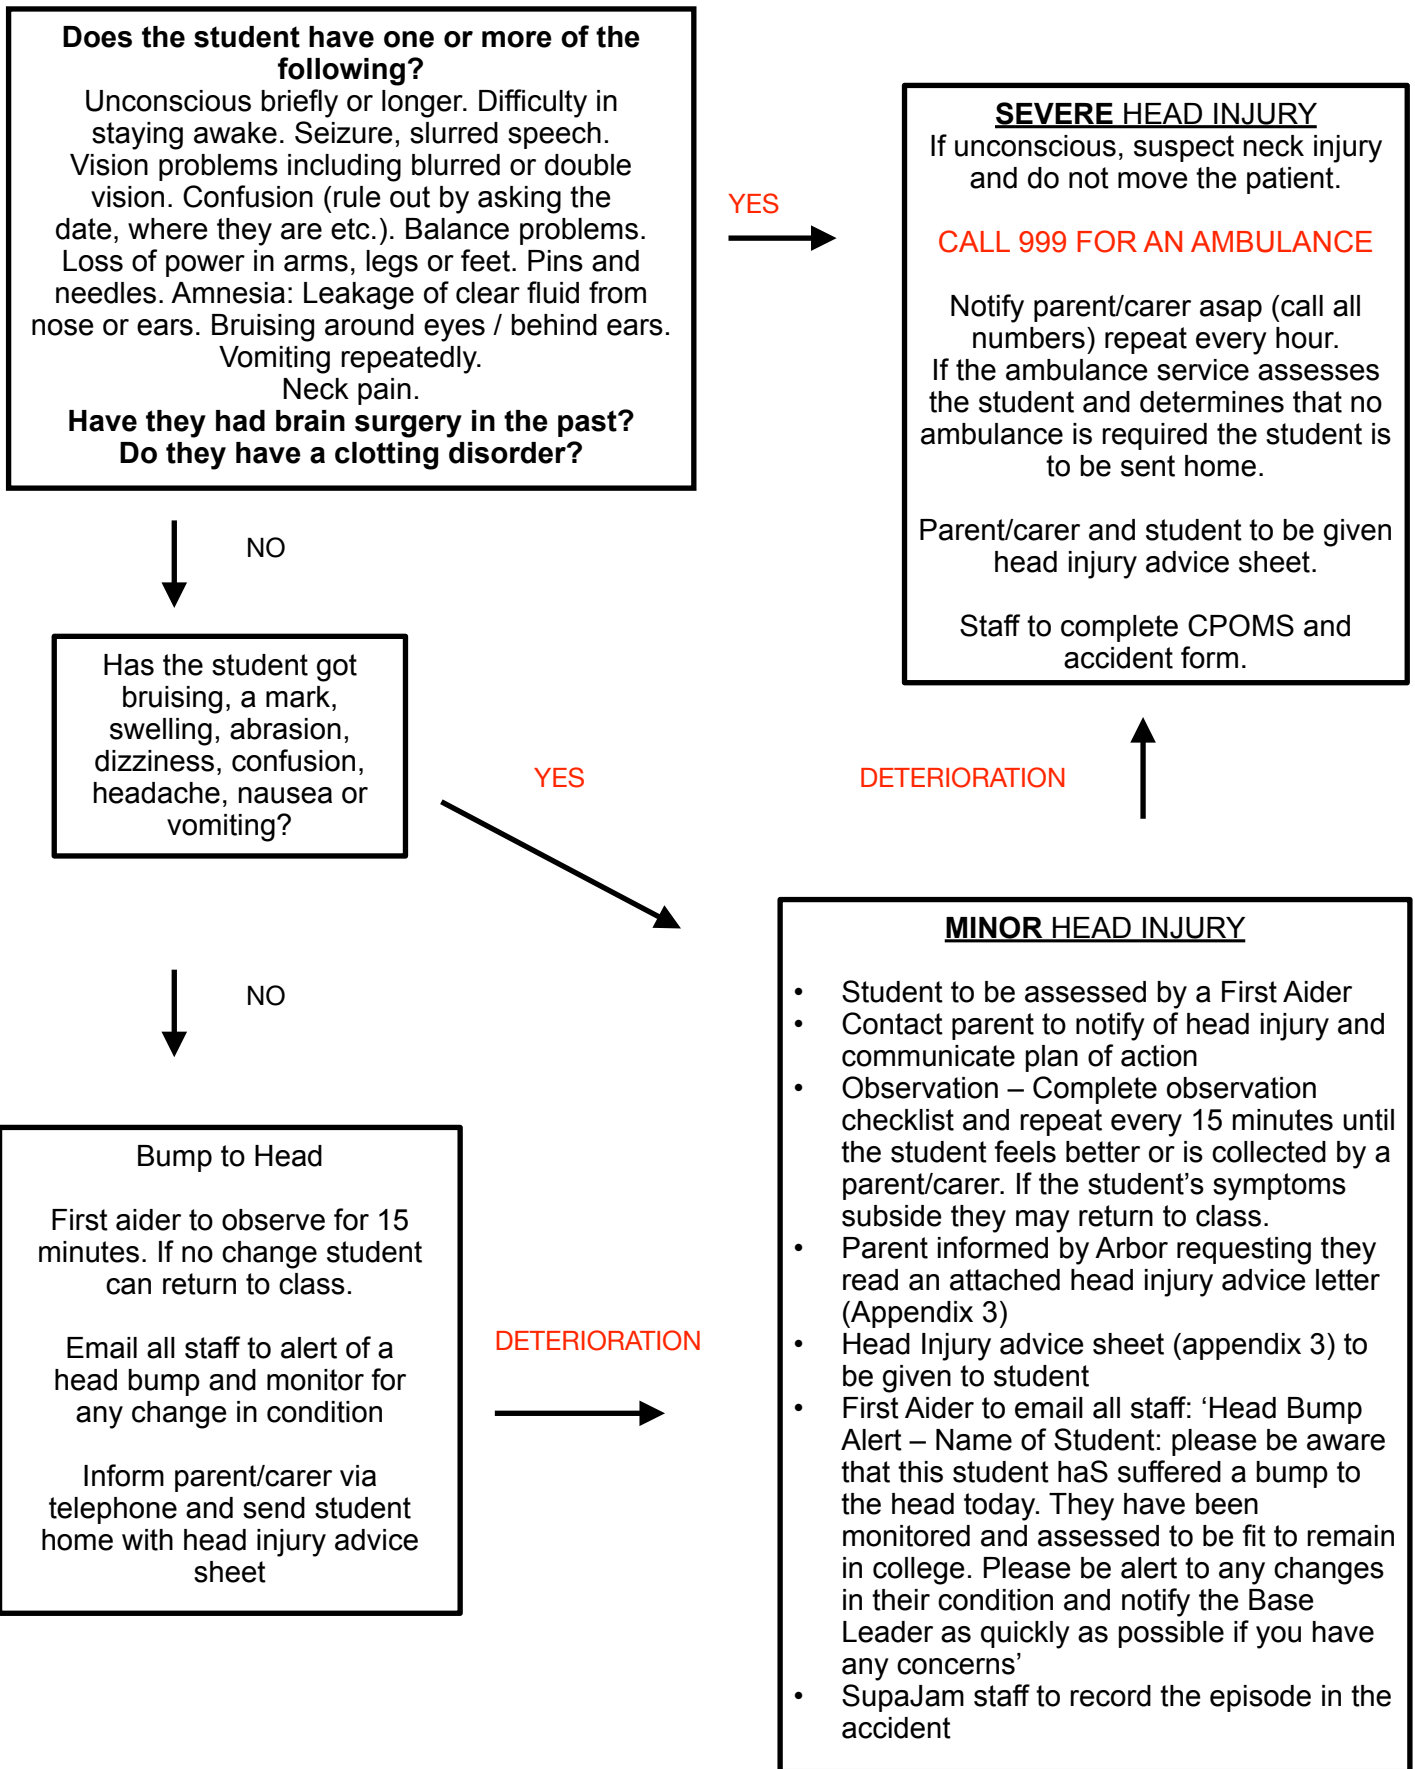 Does the student have one or more of the
following?
Unconscious briefly or longer. Difficulty in
staying awake. Seizure, slurred speech.
Vision problems including blurred or double
vision. Confusion (rule out by asking the
date, where they are etc.). Balance problems.
Loss of power in arms, legs or feet. Pins and
needles. Amnesia: Leakage of clear fluid from
nose or ears. Bruising around eyes / behind ears.
Vomiting repeatedly.
Neck pain.
Have they had brain surgery in the past?
Do they have a clotting disorder?
YES
SEVERE HEAD INJURY
If unconscious, suspect neck injury
and do not move the patient.
CALL 999 FOR AN AMBULANCE
Notify parent/carer asap (call all
numbers) repeat every hour.
If the ambulance service assesses
the student and determines that no
ambulance is required the student is
to be sent home.
Parent/carer and student to be given
head injury advice sheet.
Staff to complete CPOMS and
accident form.
NO
Has the student got
bruising, a mark,
swelling, abrasion,
dizziness, confusion,
headache, nausea or
vomiting?
YES
DETERIORATION
NO
Bump to Head
First aider to observe for 15
minutes. If no change student
can return to class.
Email all staff to alert of a
head bump and monitor for
any change in condition
Inform parent/carer via
telephone and send student
home with head injury advice
sheet
DETERIORATION
MINOR HEAD INJURY
• Student to be assessed by a First Aider
• Contact parent to notify of head injury and
communicate plan of action
• Observation – Complete observation
checklist and repeat every 15 minutes until
the student feels better or is collected by a
parent/carer. If the student’s symptoms
subside they may return to class.
• Parent informed by Arbor requesting they
read an attached head injury advice letter
(Appendix 3)
• Head Injury advice sheet (appendix 3) to
be given to student
• First Aider to email all staff: ‘Head Bump
Alert – Name of Student: please be aware
that this student haS suffered a bump to
the head today. They have been
monitored and assessed to be fit to remain
in college. Please be alert to any changes
in their condition and notify the Base
Leader as quickly as possible if you have
any concerns’
• SupaJam staff to record the episode in the
accident